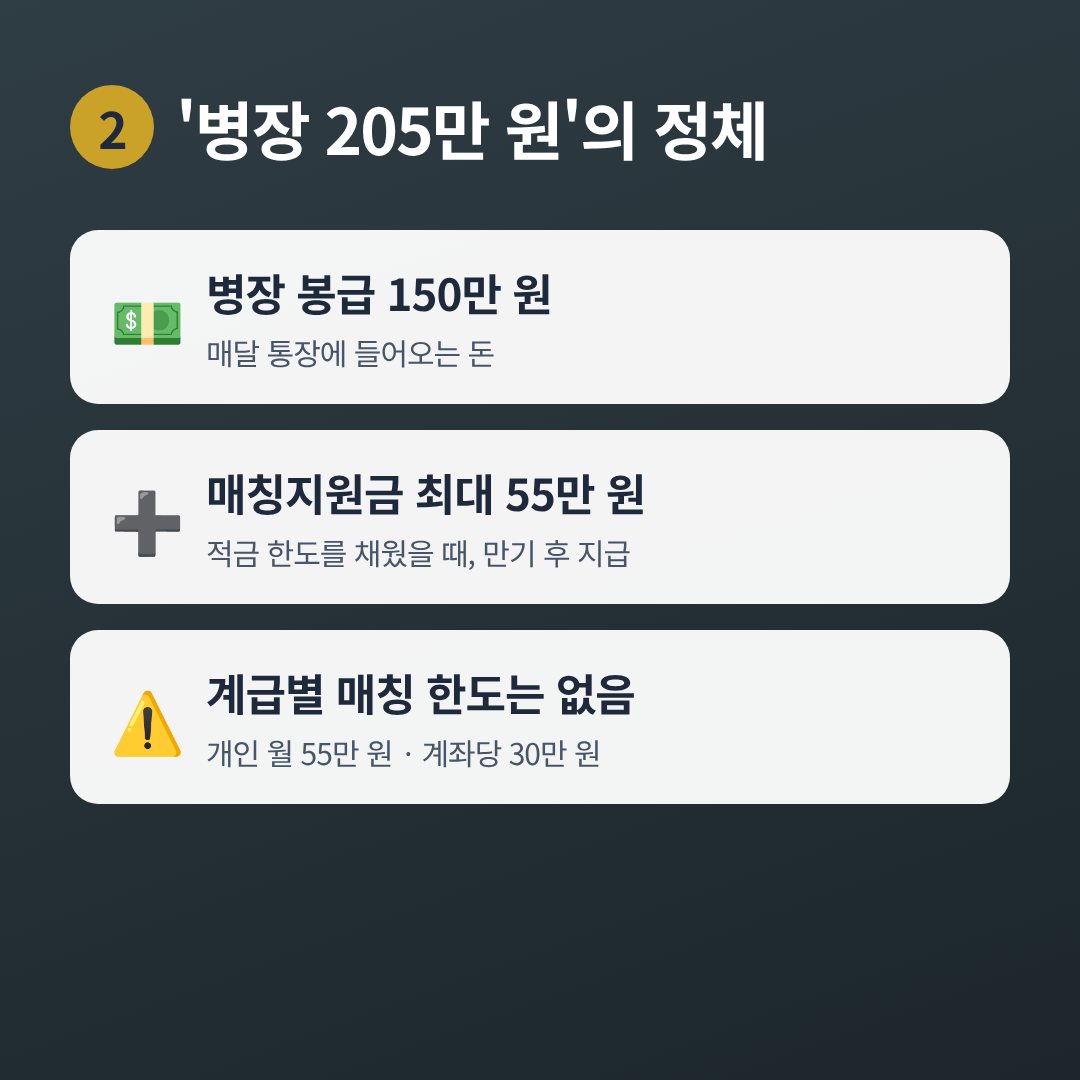 2 '병장 205만 원'의 정체
병장 봉급 150만 원
매달 통장에 들어오는 돈
매칭지원금 최대 55만 원
적금 한도를 채웠을 때, 만기 후 지급
계급별 매칭 한도는 없음
개인 월 55만 원 · 계좌당 30만 원